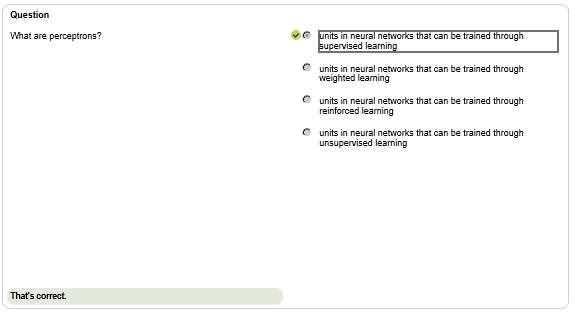 Question
What are perceptrons?
units in neural networks that can be trained through
supervised learning
units in neural networks that can be trained through
weighted learning
units in neural networks that can be trained through
reinforced learning
units in neural networks that can be trained through
unsupervised learning
That's correct.